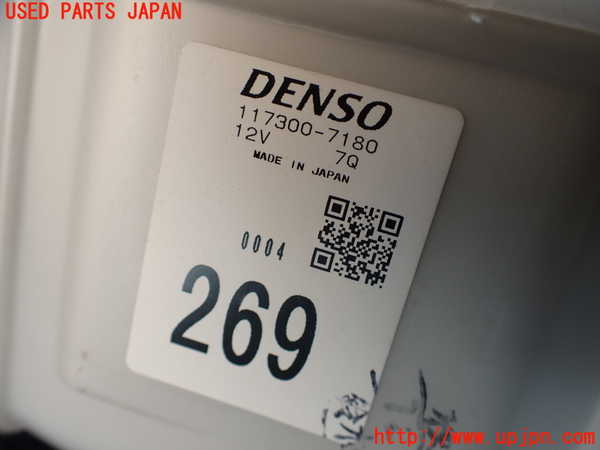 USED PARTS JAPAN
DENSO
117300-7180
12V 7Q
MADE IN JAPAN
0004
269
http://www.upjpn.com/